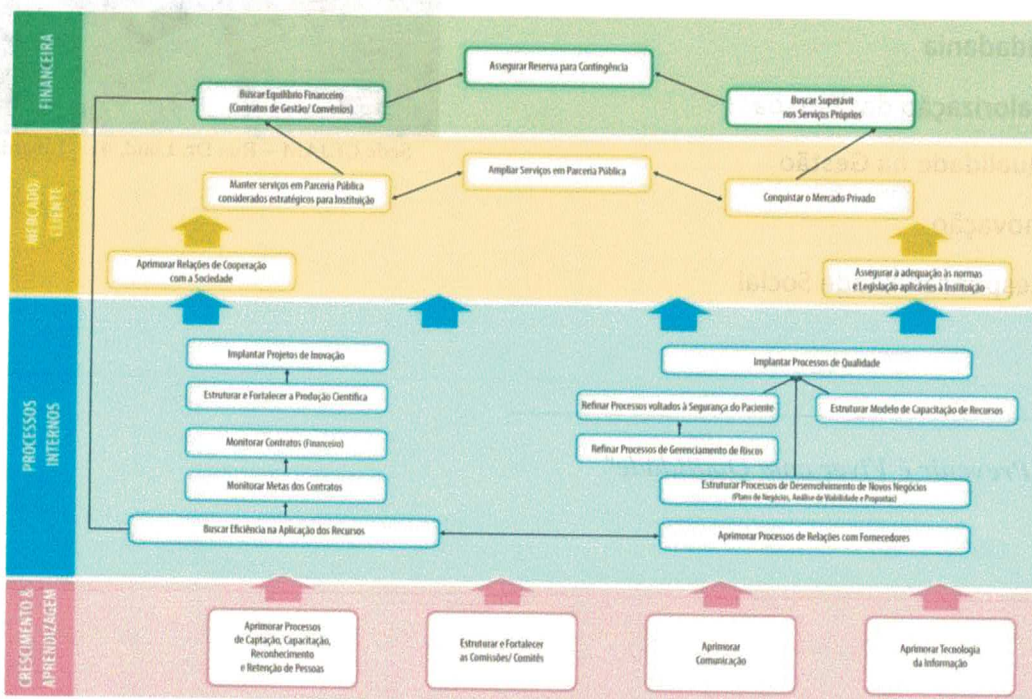 FINANCEIRA
Assegurar Reserva para Contingência
Buscar Equilíbrio Financeiro
(Contratos de Gestão/ Convênios)
Buscar Superávit
nos Serviços Próprios
MERCADO/
CLIENTE
Manter serviços em Parceria Pública
considerados estratégicos para Instituição
Ampliar Serviços em Parceria Pública
Conquistar o Mercado Privado
Aprimorar Relações de Cooperação
com a Sociedade
Assegurar a adequação às normas
e Legislação aplicáveis à Instituição
PROCESSOS
INTERNOS
Implantar Projetos de Inovação
Implantar Processos de Qualidade
Estruturar e Fortalecer a Produção Científica
Refinar Processos voltados à Segurança do Paciente
Estruturar Modelo de Capacitação de Recursos
Monitorar Contratos (Financeiro)
Refinar Processos de Gerenciamento de Riscos
Monitorar Metas dos Contratos
Estruturar Processos de Desenvolvimento de Novos Negócios
(Plano de Negócios, Análise de Viabilidade e Propostas)
Buscar Eficiência na Aplicação dos Recursos
Aprimorar Processos de Relações com Fornecedores
CRESCIMENTO &
APRENDIZAGEM
Aprimorar Processos
de Captação, Capacitação,
Reconhecimento
e Retenção de Pessoas
Estruturar e Fortalecer
as Comissões/ Comitês
Aprimorar
Comunicação
Aprimorar Tecnologia
da Informação